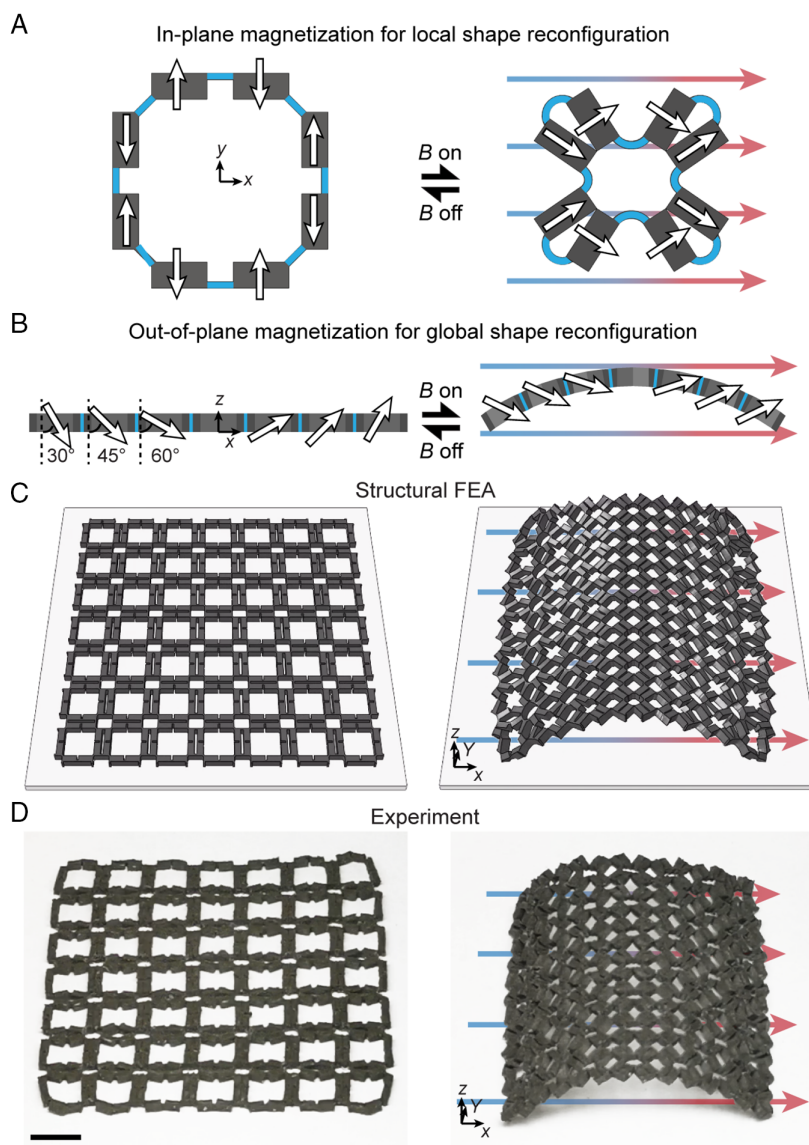 A
In-plane magnetization for local shape reconfiguration
y
x
B on
B off
B
Out-of-plane magnetization for global shape reconfiguration
z
x
30°
45°
60°
B on
B off
C
Structural FEA
z
Y
x
D
Experiment
z
Y
x